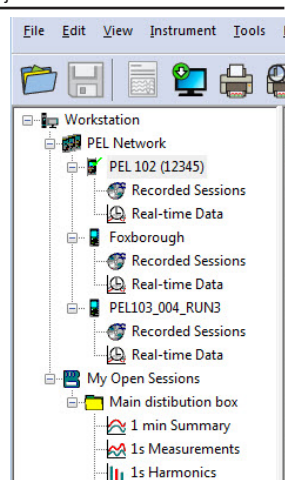 File Edit View Instrument Tools
Workstation
PEL Network
PEL 102 (12345)
Recorded Sessions
Real-time Data
Foxborough
Recorded Sessions
Real-time Data
PEL103_004_RUN3
Recorded Sessions
Real-time Data
My Open Sessions
Main distibution box
1 min Summary
1s Measurements
1s Harmonics